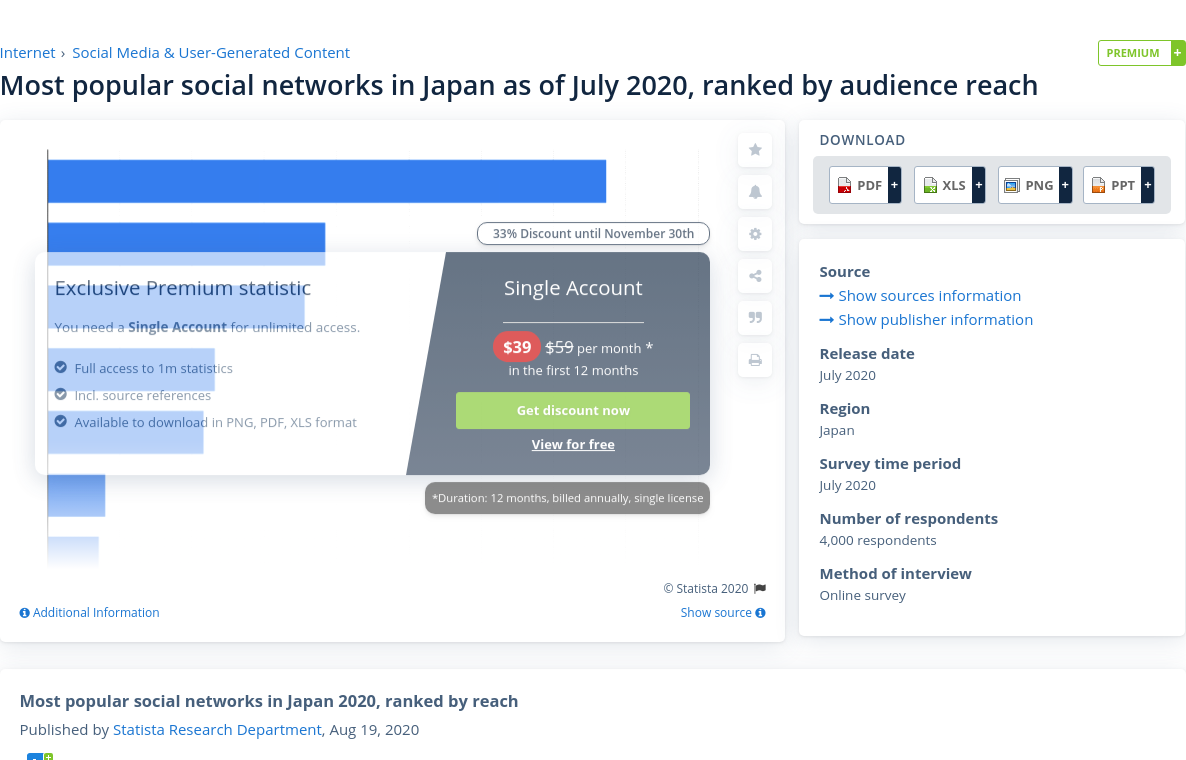 Internet › Social Media & User-Generated Content
PREMIUM +
Most popular social networks in Japan as of July 2020, ranked by audience reach
33% Discount until November 30th
Exclusive Premium statistic
You need a Single Account for unlimited access.
Full access to 1m statistics
Incl. source references
Available to download in PNG, PDF, XLS format
Single Account
$39 $59 per month *
in the first 12 months
Get discount now
View for free
*Duration: 12 months, billed annually, single license
© Statista 2020
Additional Information
Show source
DOWNLOAD
PDF + XLS + PNG + PPT +
Source
Show sources information
Show publisher information
Release date
July 2020
Region
Japan
Survey time period
July 2020
Number of respondents
4,000 respondents
Method of interview
Online survey
Most popular social networks in Japan 2020, ranked by reach
Published by Statista Research Department, Aug 19, 2020